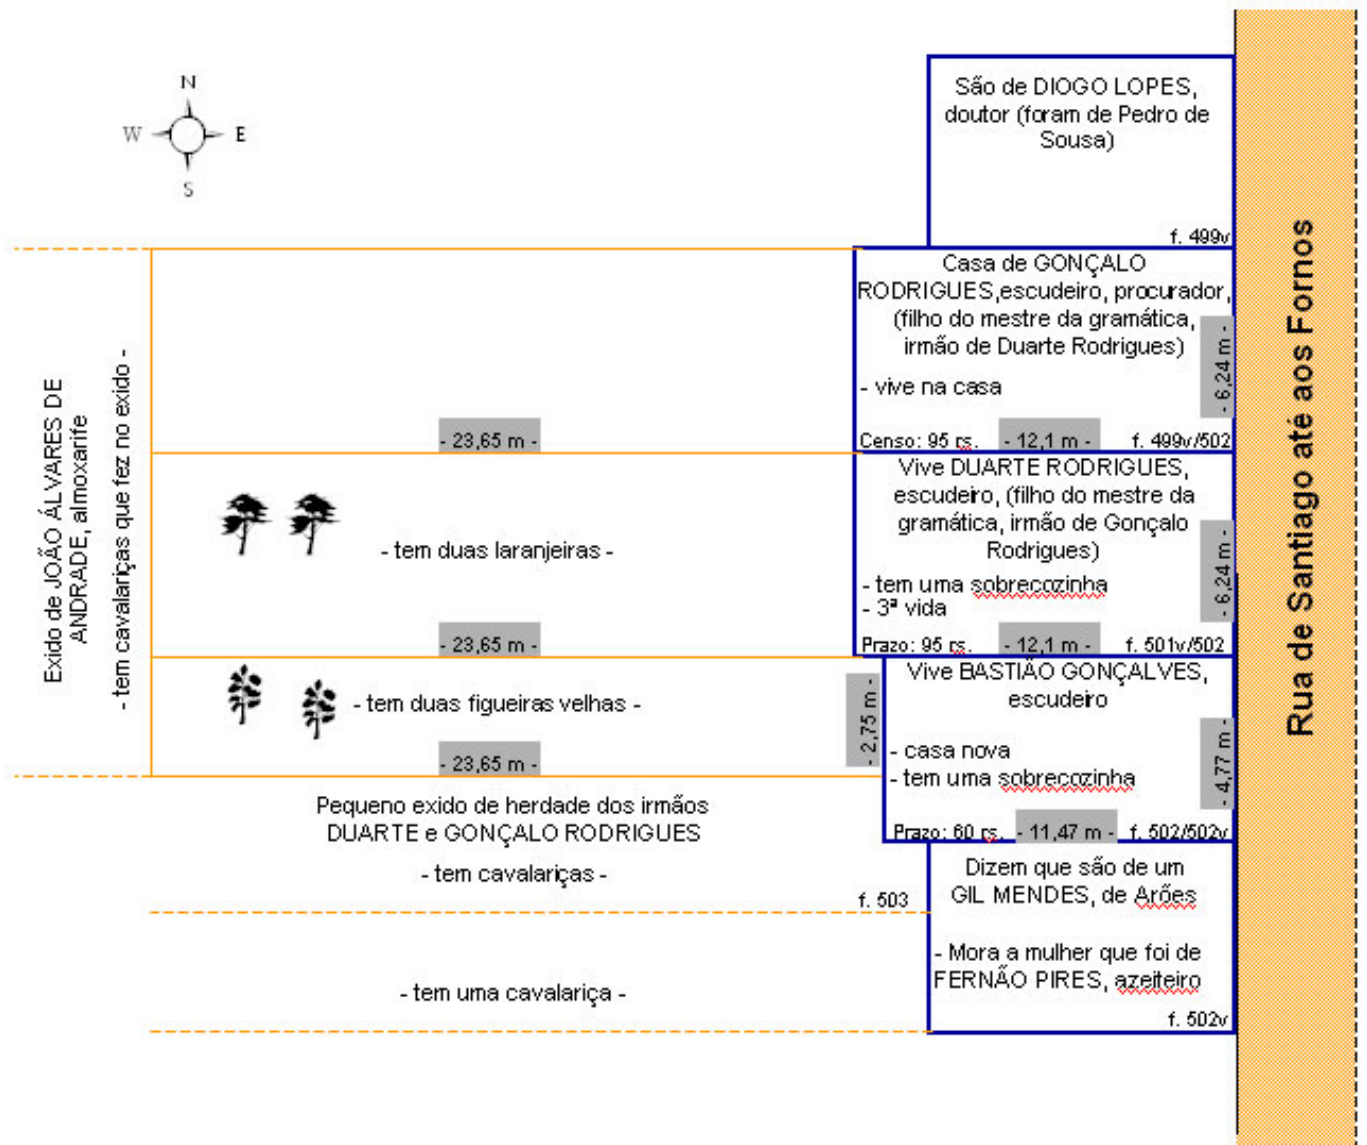 N
W
E
S
São de DIOGO LOPES,
doutor (foram de Pedro de
Sousa)
f. 499v
Casa de GONÇALO
RODRIGUES,escudeiro, procurador,
(filho do mestre da gramática,
irmão de Duarte Rodrigues)
- vive na casa
- 6,24 m -
Censo: 95 rs.
- 12,1 m -
f. 499v/502
- 23,65 m -
Vive DUARTE RODRIGUES,
escudeiro, (filho do mestre da
gramática, irmão de Gonçalo
Rodrigues)
- tem uma sobrecozinha
- 3ª vida
- 6,24 m -
Prazo: 95 rs.
- 12,1 m -
f. 501v/502
- tem duas laranjeiras -
- 23,65 m -
Vive BASTIÃO GONÇALVES,
escudeiro
- casa nova
- tem uma sobrecozinha
- 4,77 m -
- 2,75 m -
Prazo: 60 rs.
- 11,47 m -
f. 502/502v
- tem duas figueiras velhas -
- 23,65 m -
Exido de JOÃO ÁLVARES DE
ANDRADE, almoxarife
- tem cavalariças que fez no exido -
Pequeno exido de herdade dos irmãos
DUARTE e GONÇALO RODRIGUES
- tem cavalariças -
f. 503
Dizem que são de um
GIL MENDES, de Arões
- Mora a mulher que foi de
FERNÃO PIRES, azeiteiro
f. 502v
- tem uma cavalariça -
Rua de Santiago até aos Fornos